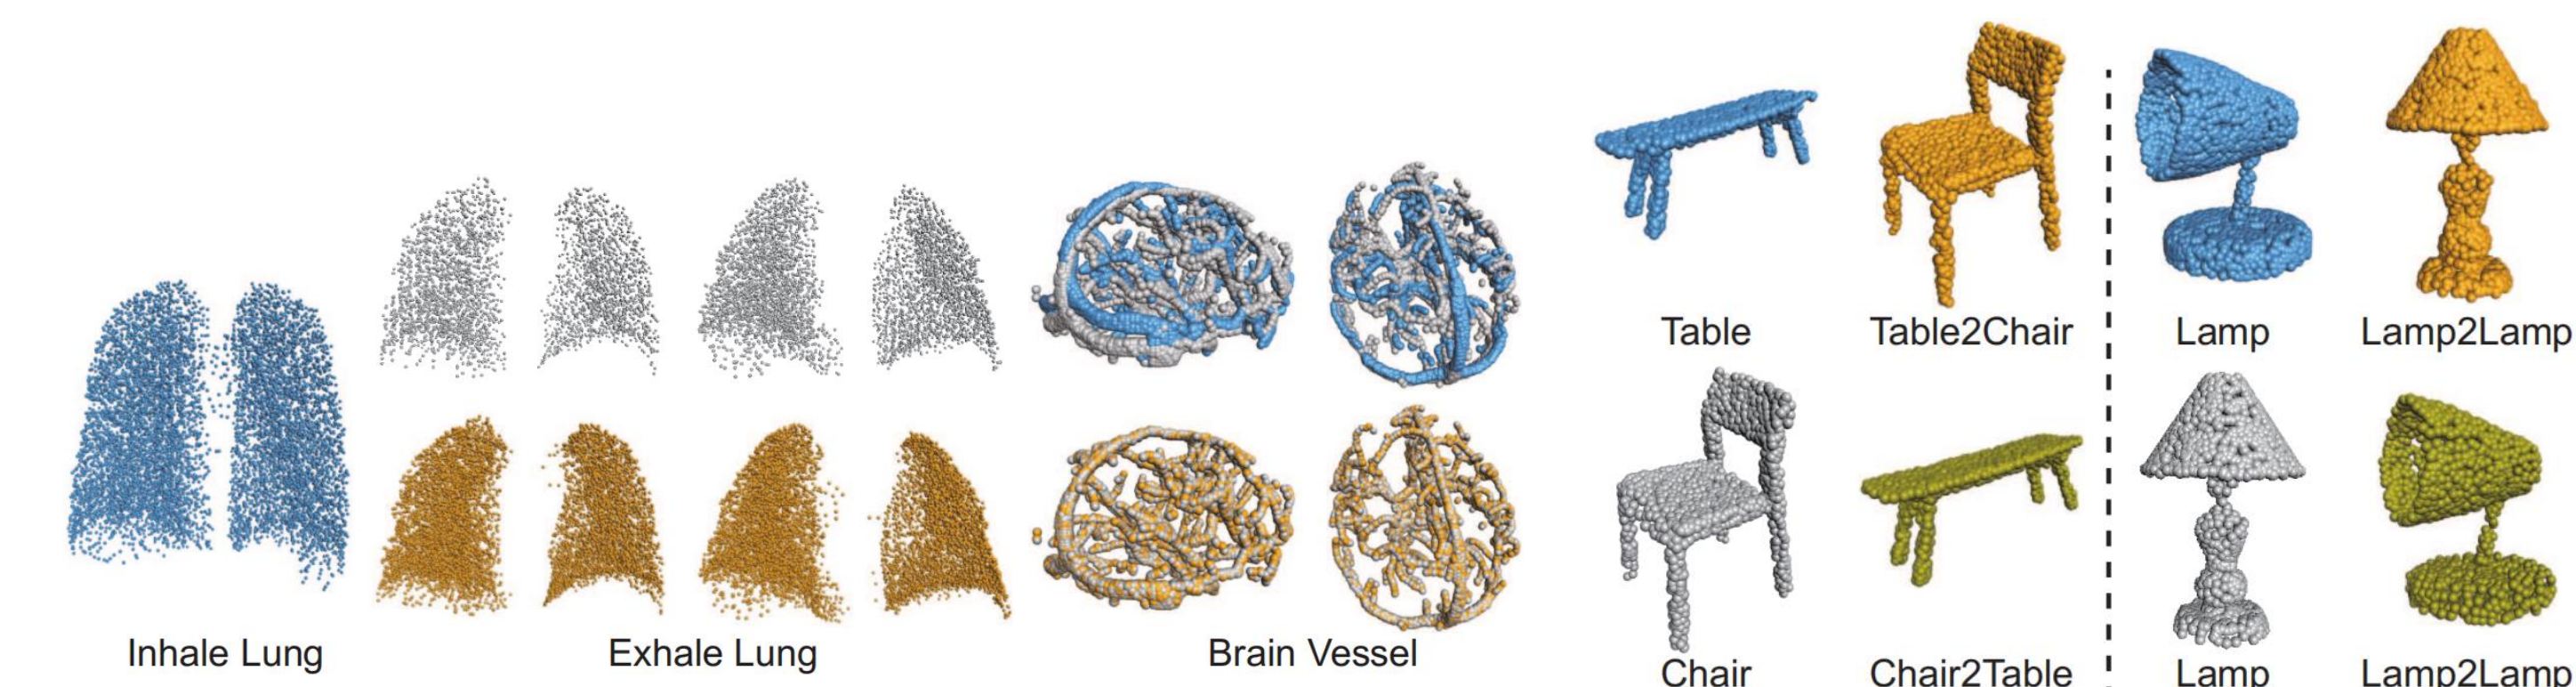 Table
Table2Chair
Lamp
Lamp2Lamp
Inhale Lung
Exhale Lung
Brain Vessel
Chair
Chair2Table
Lamp
Lamp2Lamp